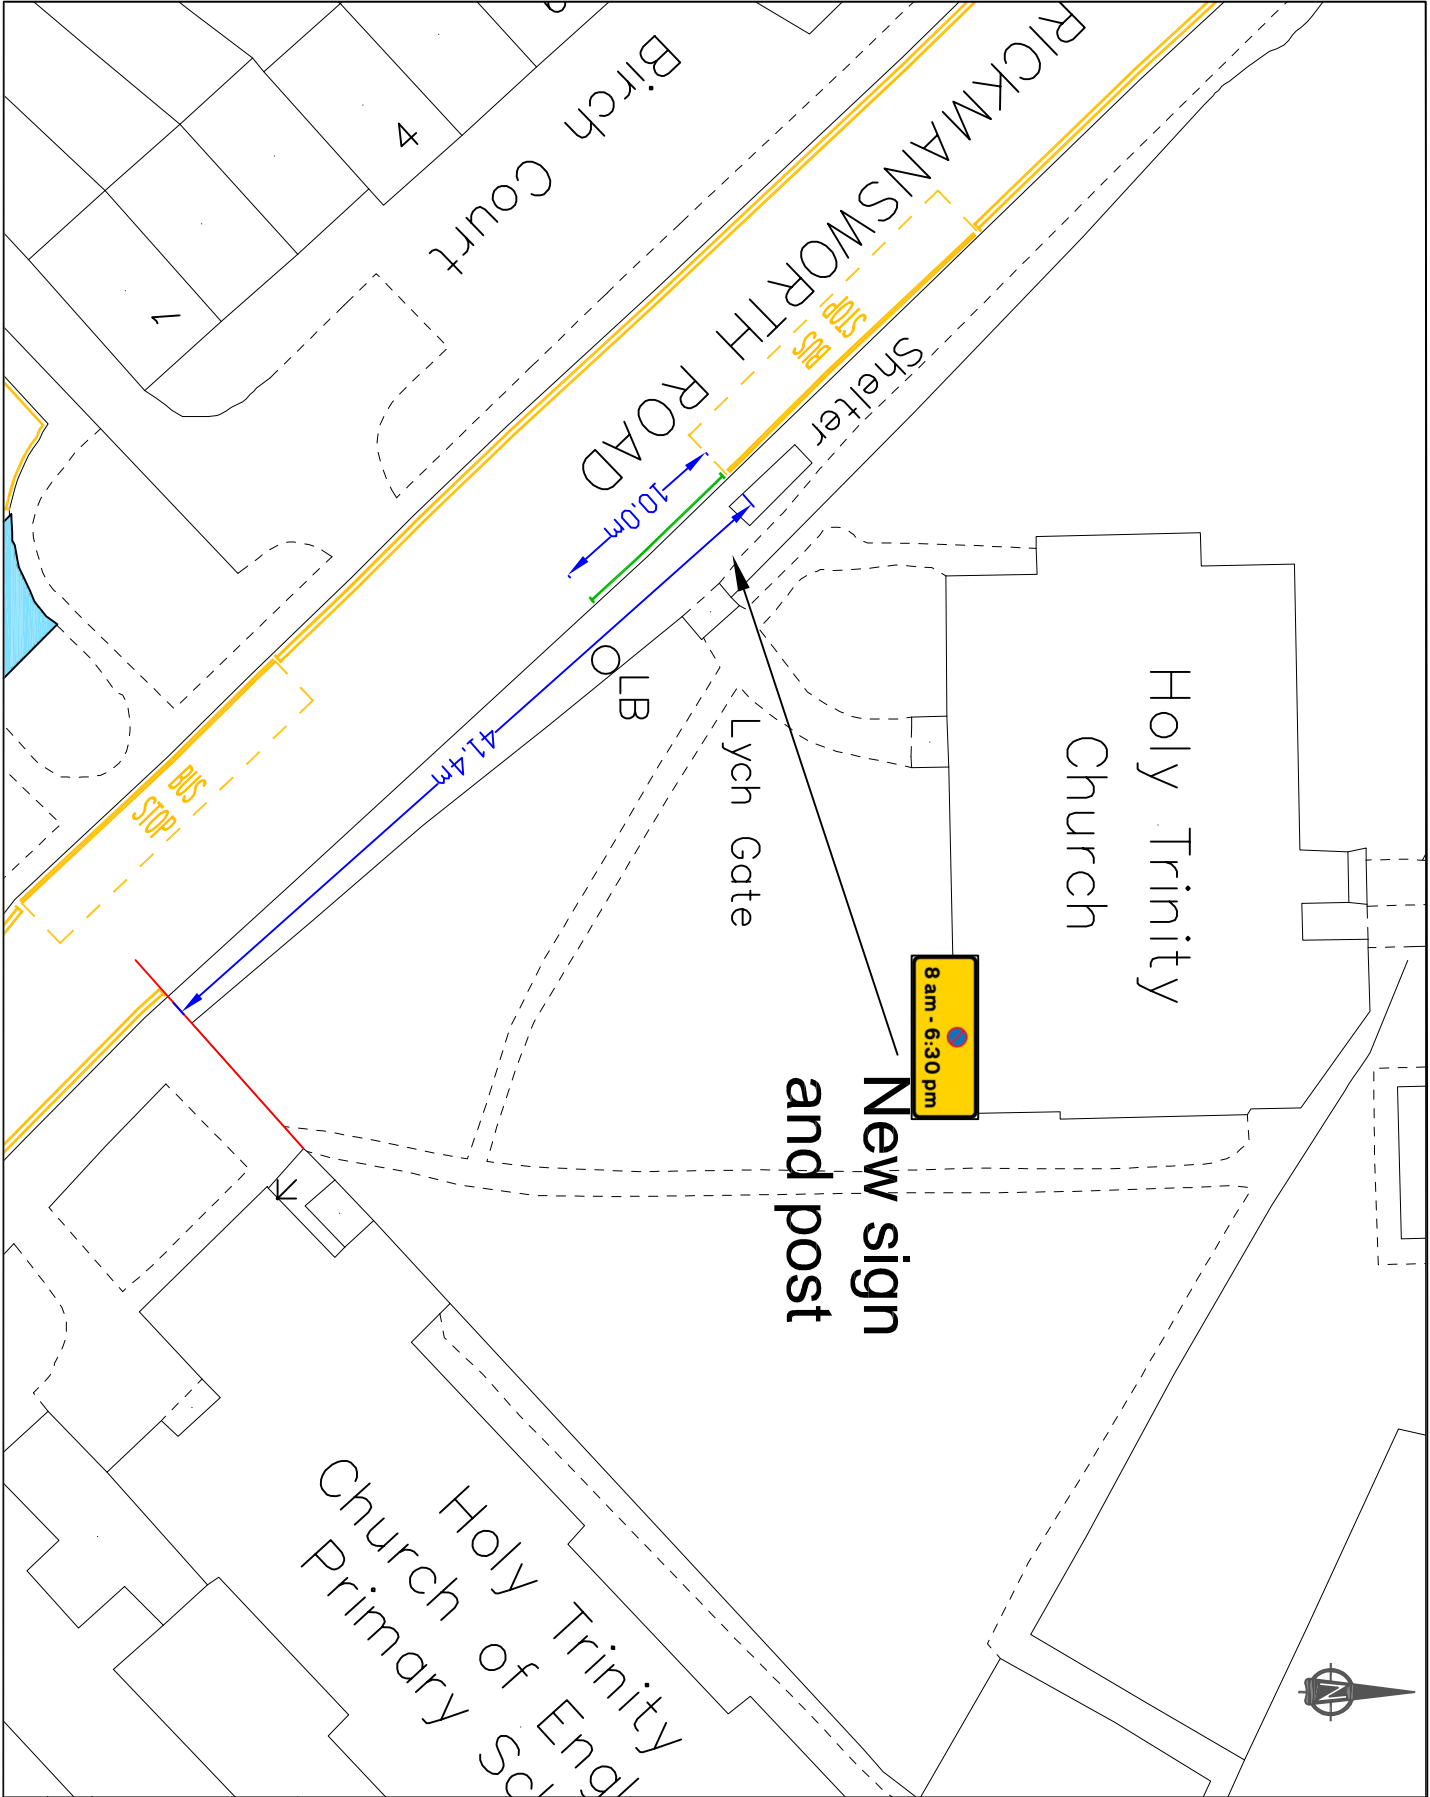 RICKMANSWORTH ROAD
Birch Court
4
1
BUS
STOP
Shelter
10.0m
41.4m
LB
Lych Gate
Holy Trinity
Church
8 am - 6:30 pm
New sign
and post
BUS
STOP
Holy Trinity
Church of Engl
Primary Sch
N